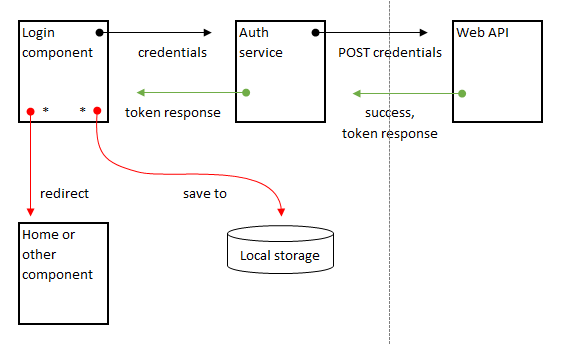 Login
component
credentials
Auth
service
POST credentials
Web API
token response
success,
token response
* *
redirect
save to
Home or
other
component
Local storage